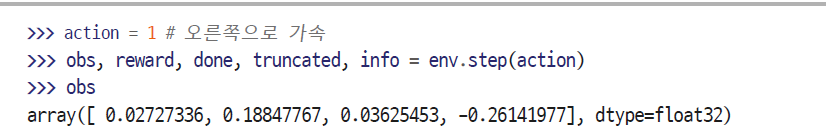 >>> action = 1 # 오른쪽으로 가속
>>> obs, reward, done, truncated, info = env.step(action)
>>> obs
array([ 0.02727336, 0.18847767, 0.03625453, -0.26141977], dtype=float32)